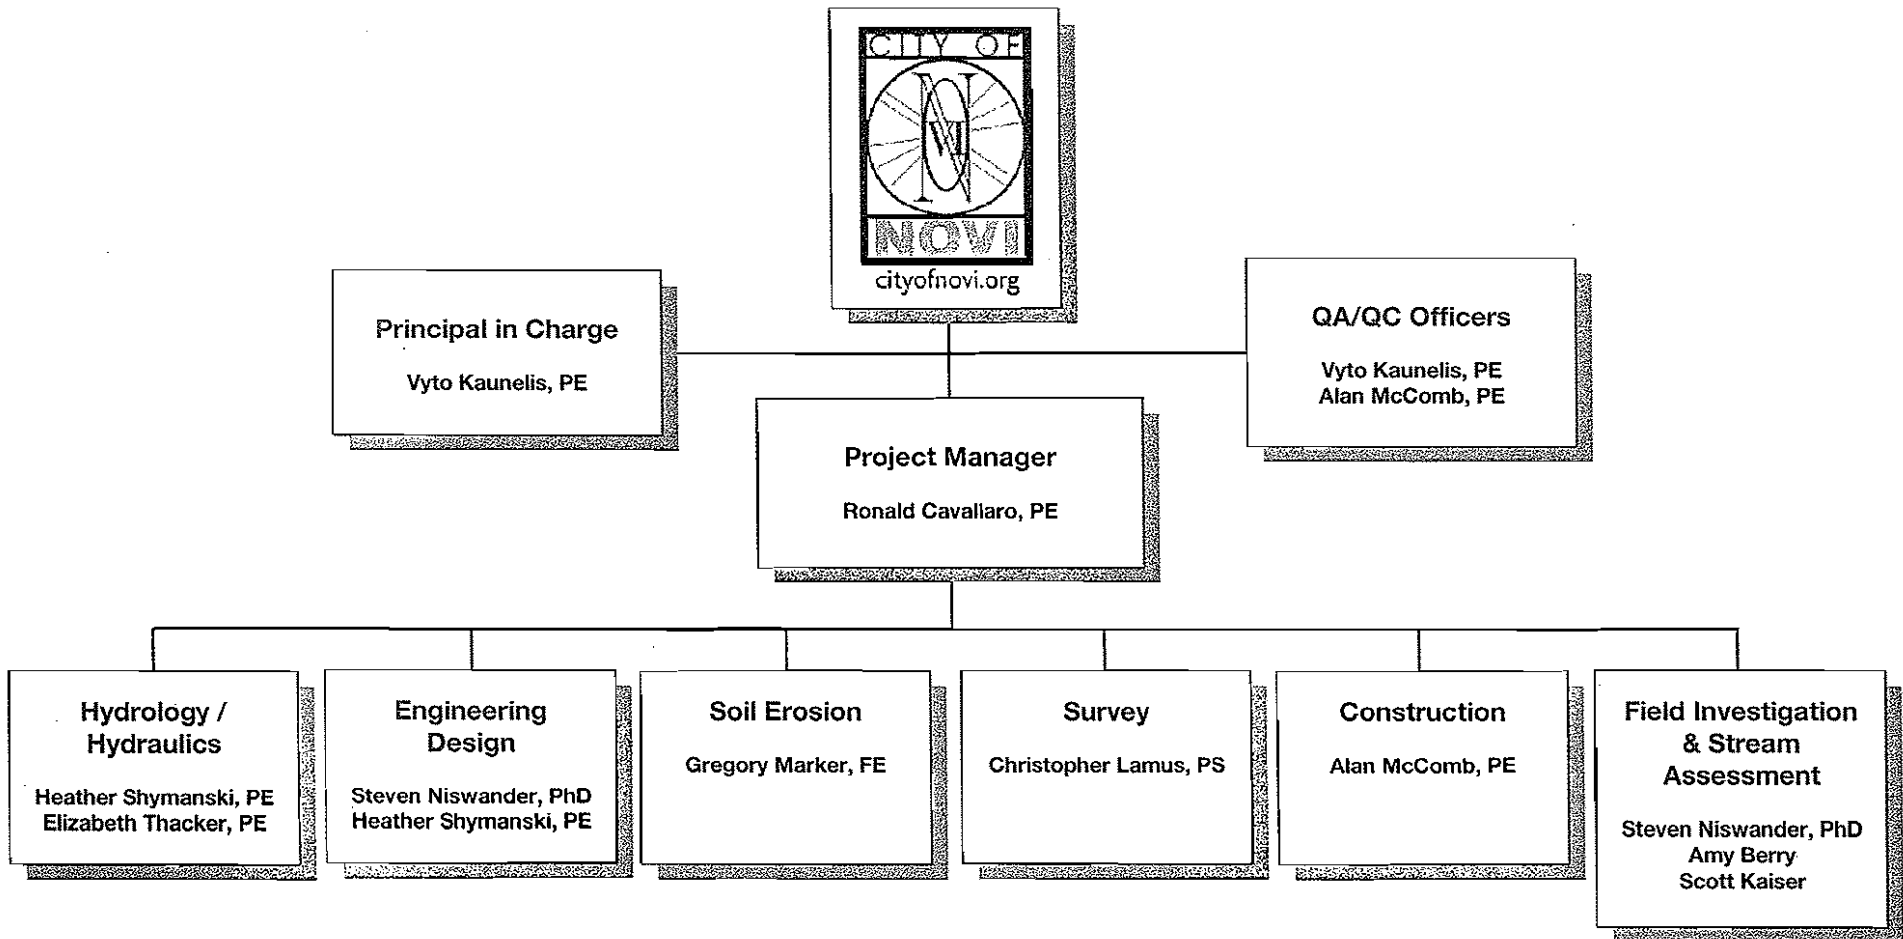 CITY OF
NOVI
NOVI
cityofnovi.org
Principal in Charge
Vyto Kaunelis, PE
QA/QC Officers
Vyto Kaunelis, PE
Alan McComb, PE
Project Manager
Ronald Cavallaro, PE
Hydrology /
Hydraulics
Heather Shymanski, PE
Elizabeth Thacker, PE
Engineering
Design
Steven Niswander, PhD
Heather Shymanski, PE
Soil Erosion
Gregory Marker, FE
Survey
Christopher Lamus, PS
Construction
Alan McComb, PE
Field Investigation
& Stream
Assessment
Steven Niswander, PhD
Amy Berry
Scott Kaiser